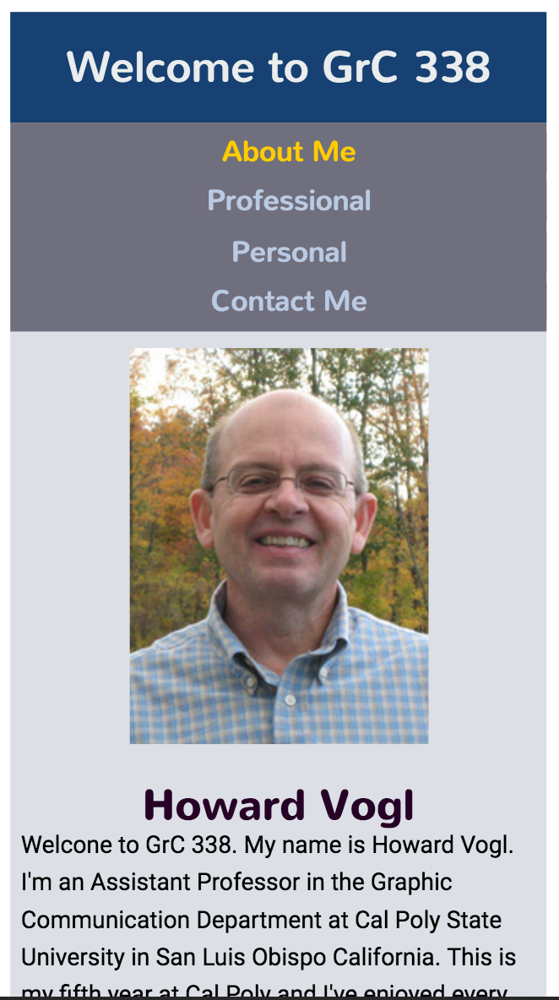 Welcome to GrC 338
About Me
Professional
Personal
Contact Me
Howard Vogl
Welcone to GrC 338. My name is Howard Vogl.
I'm an Assistant Professor in the Graphic
Communication Department at Cal Poly State
University in San Luis Obispo California. This is
my fifth year at Cal Poly and I've enjoyed every